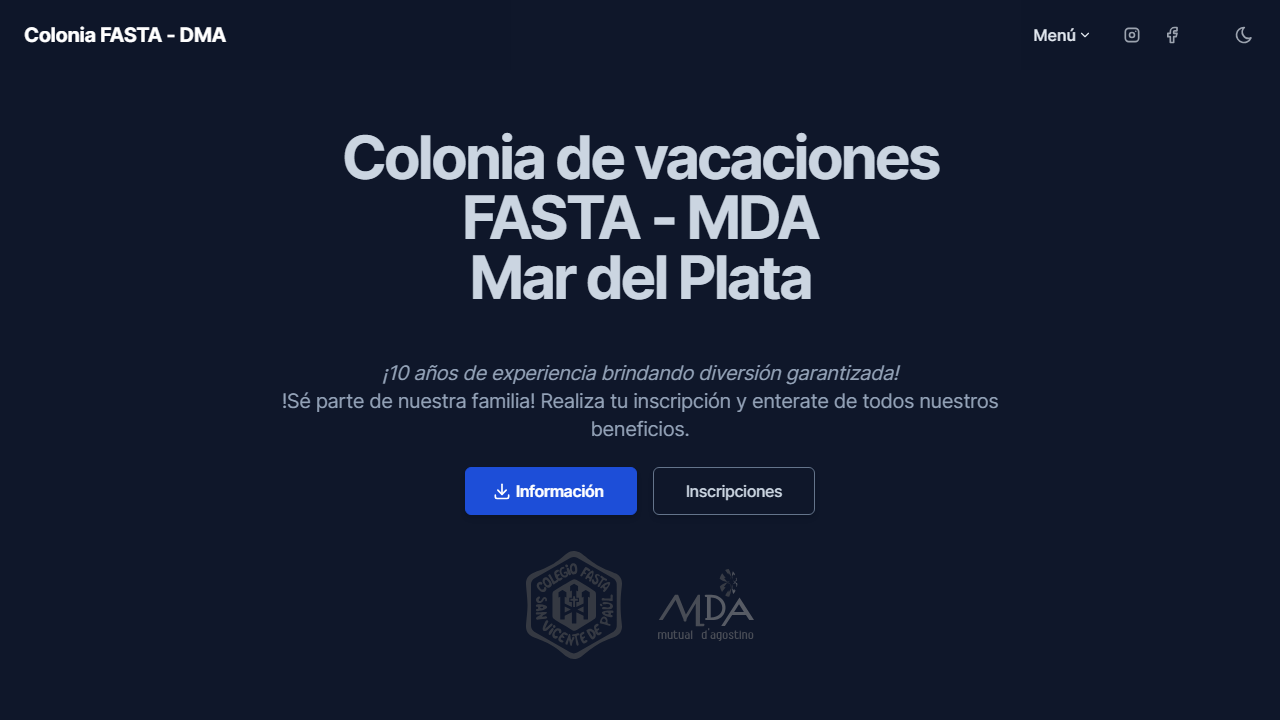 Colonia FASTA - DMA
Menú
Colonia de vacaciones
FASTA - MDA
Mar del Plata
¡10 años de experiencia brindando diversión garantizada!
!Sé parte de nuestra familia! Realiza tu inscripción y enterate de todos nuestros
beneficios.
Información
Inscripciones
COLEGIO FASTA
SAN VICENTE DE PAÚL
MDA
mutual d'agostino